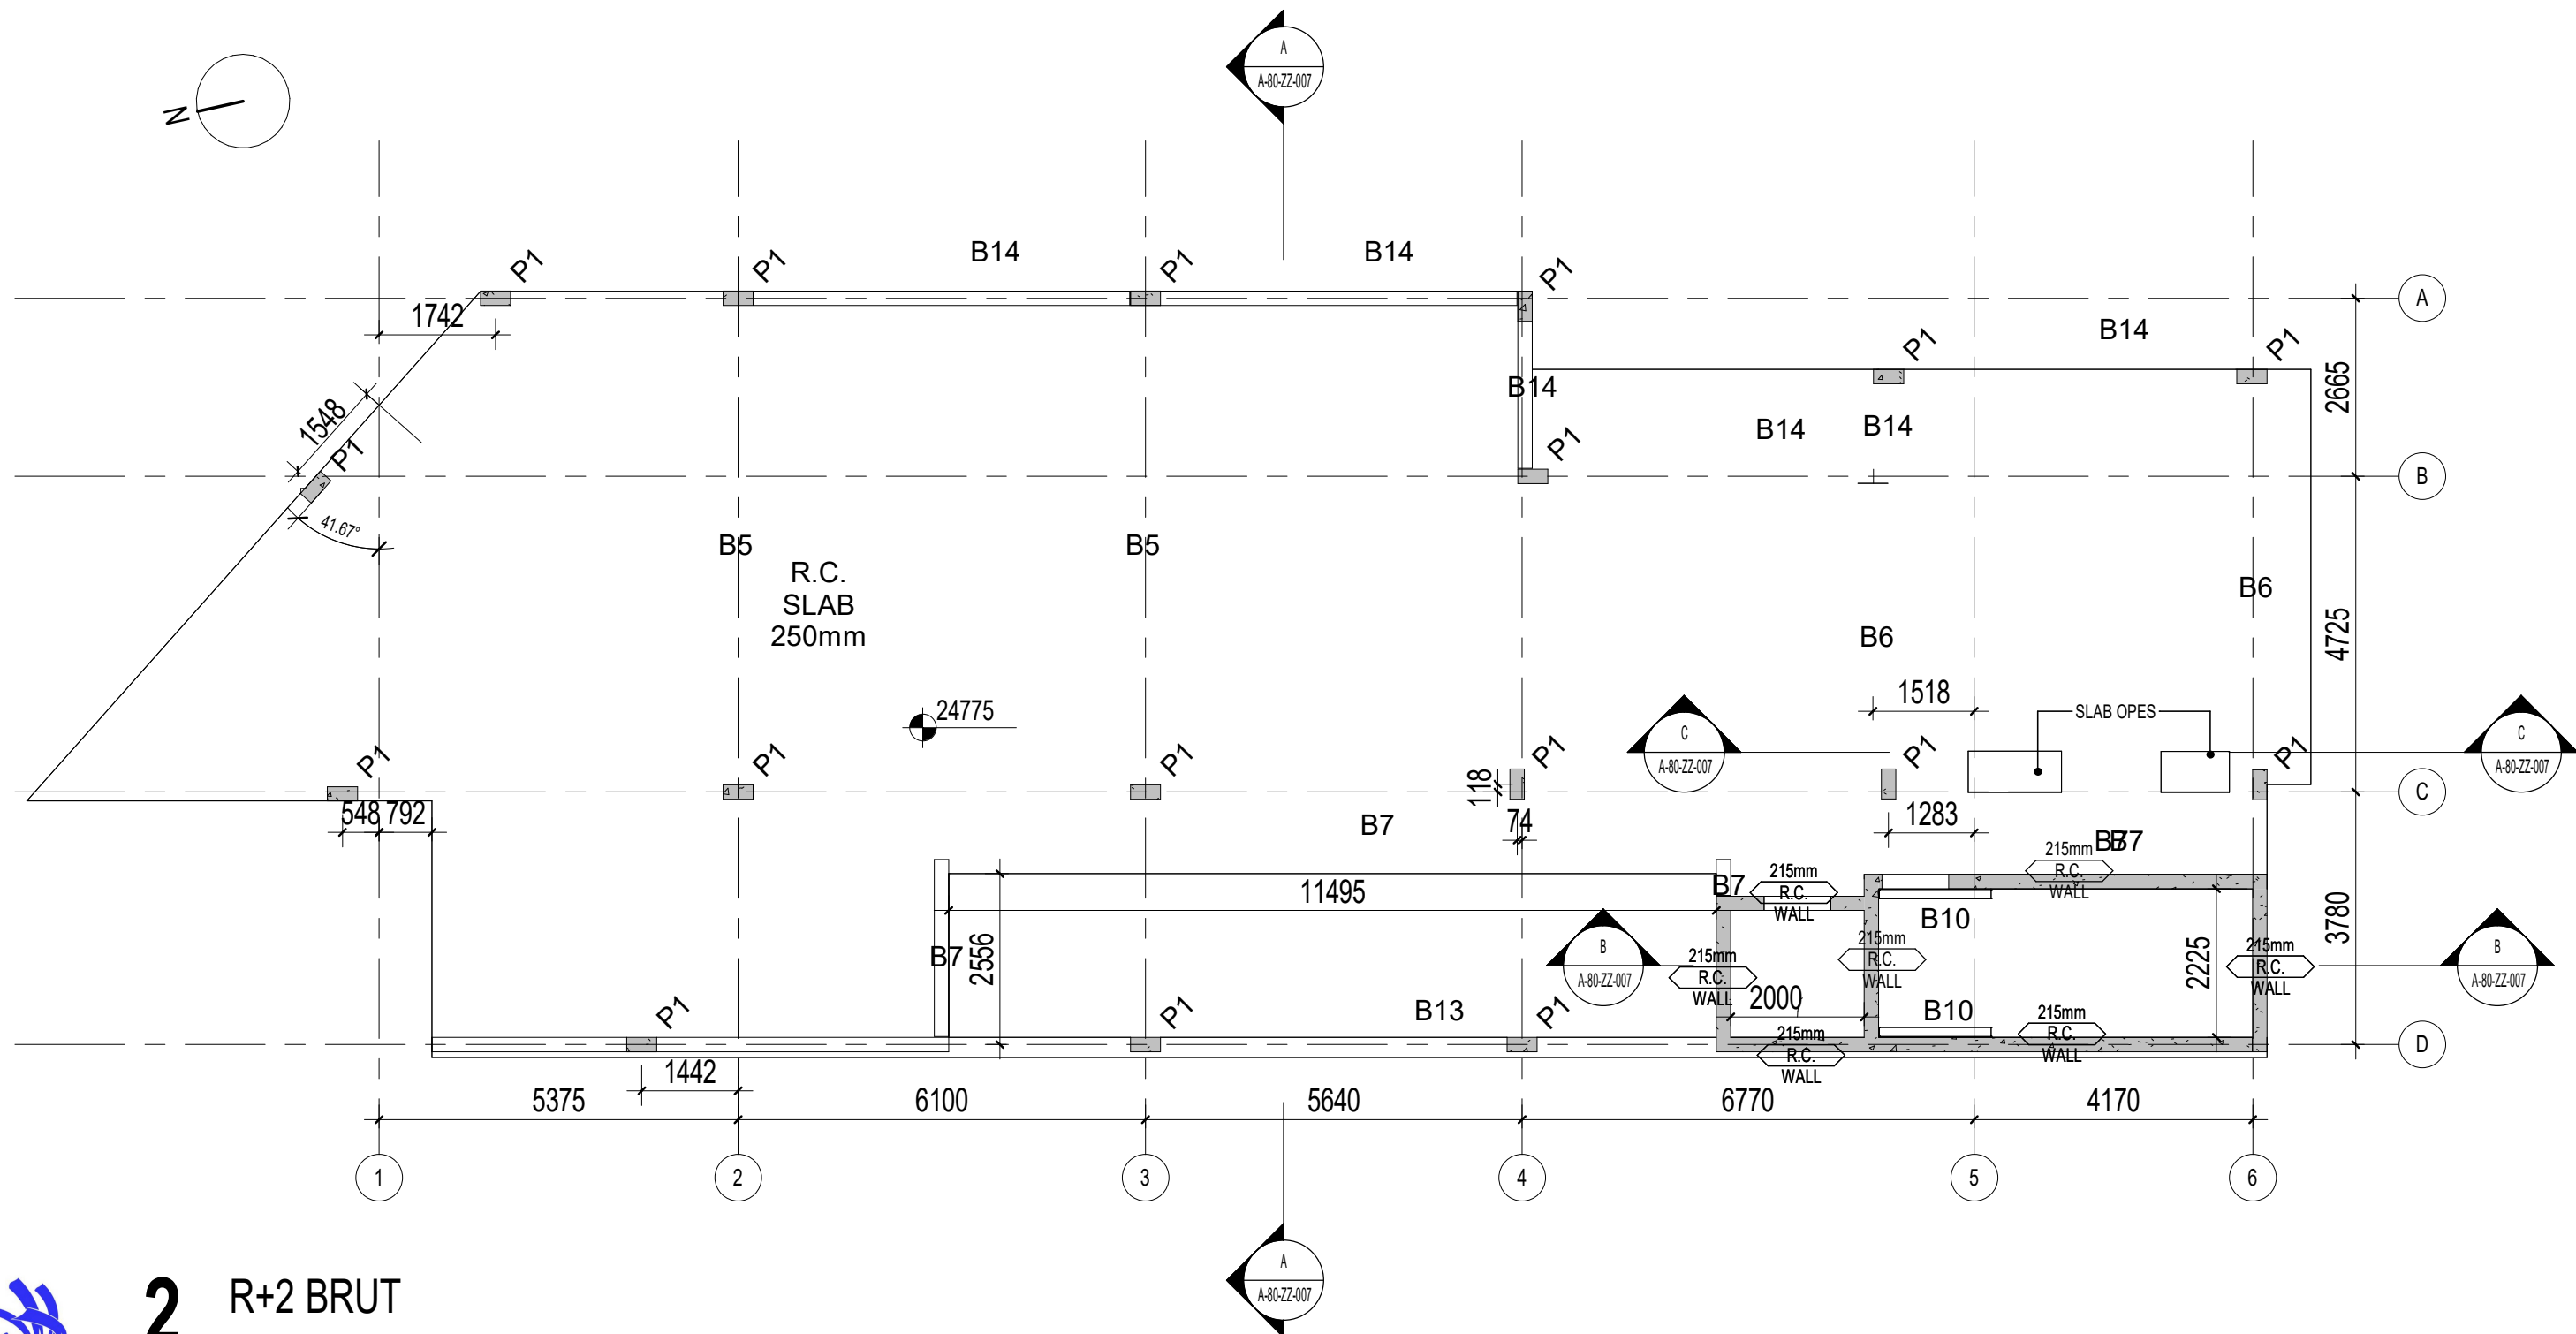 A
A-80-ZZ-007
N
P1
P1
B14
P1
B14
P1
A
1742
B14
P1
P1
B14
2665
1548
P1
B14
B14
P1
B
41.67°
B5
B5
R.C.
SLAB
250mm
B6
B6
4725
1518
24775
SLAB OPES
C
A-80-ZZ-007
C
A-80-ZZ-007
P1
P1
P1
P1
P1
P1
C
118
548
792
B7
74
1283
B7
B7
215mm
R.C.
WALL
215mm
R.C.
WALL
B7
11495
B10
3780
B7
2556
B
A-80-ZZ-007
215mm
R.C.
WALL
215mm
R.C.
WALL
2225
215mm
R.C.
WALL
B
A-80-ZZ-007
2000
P1
P1
B13
P1
B10
215mm
R.C.
WALL
215mm
R.C.
WALL
D
1442
5375
6100
5640
6770
4170
1
2
3
4
5
6
A
A-80-ZZ-007
2
R+2 BRUT